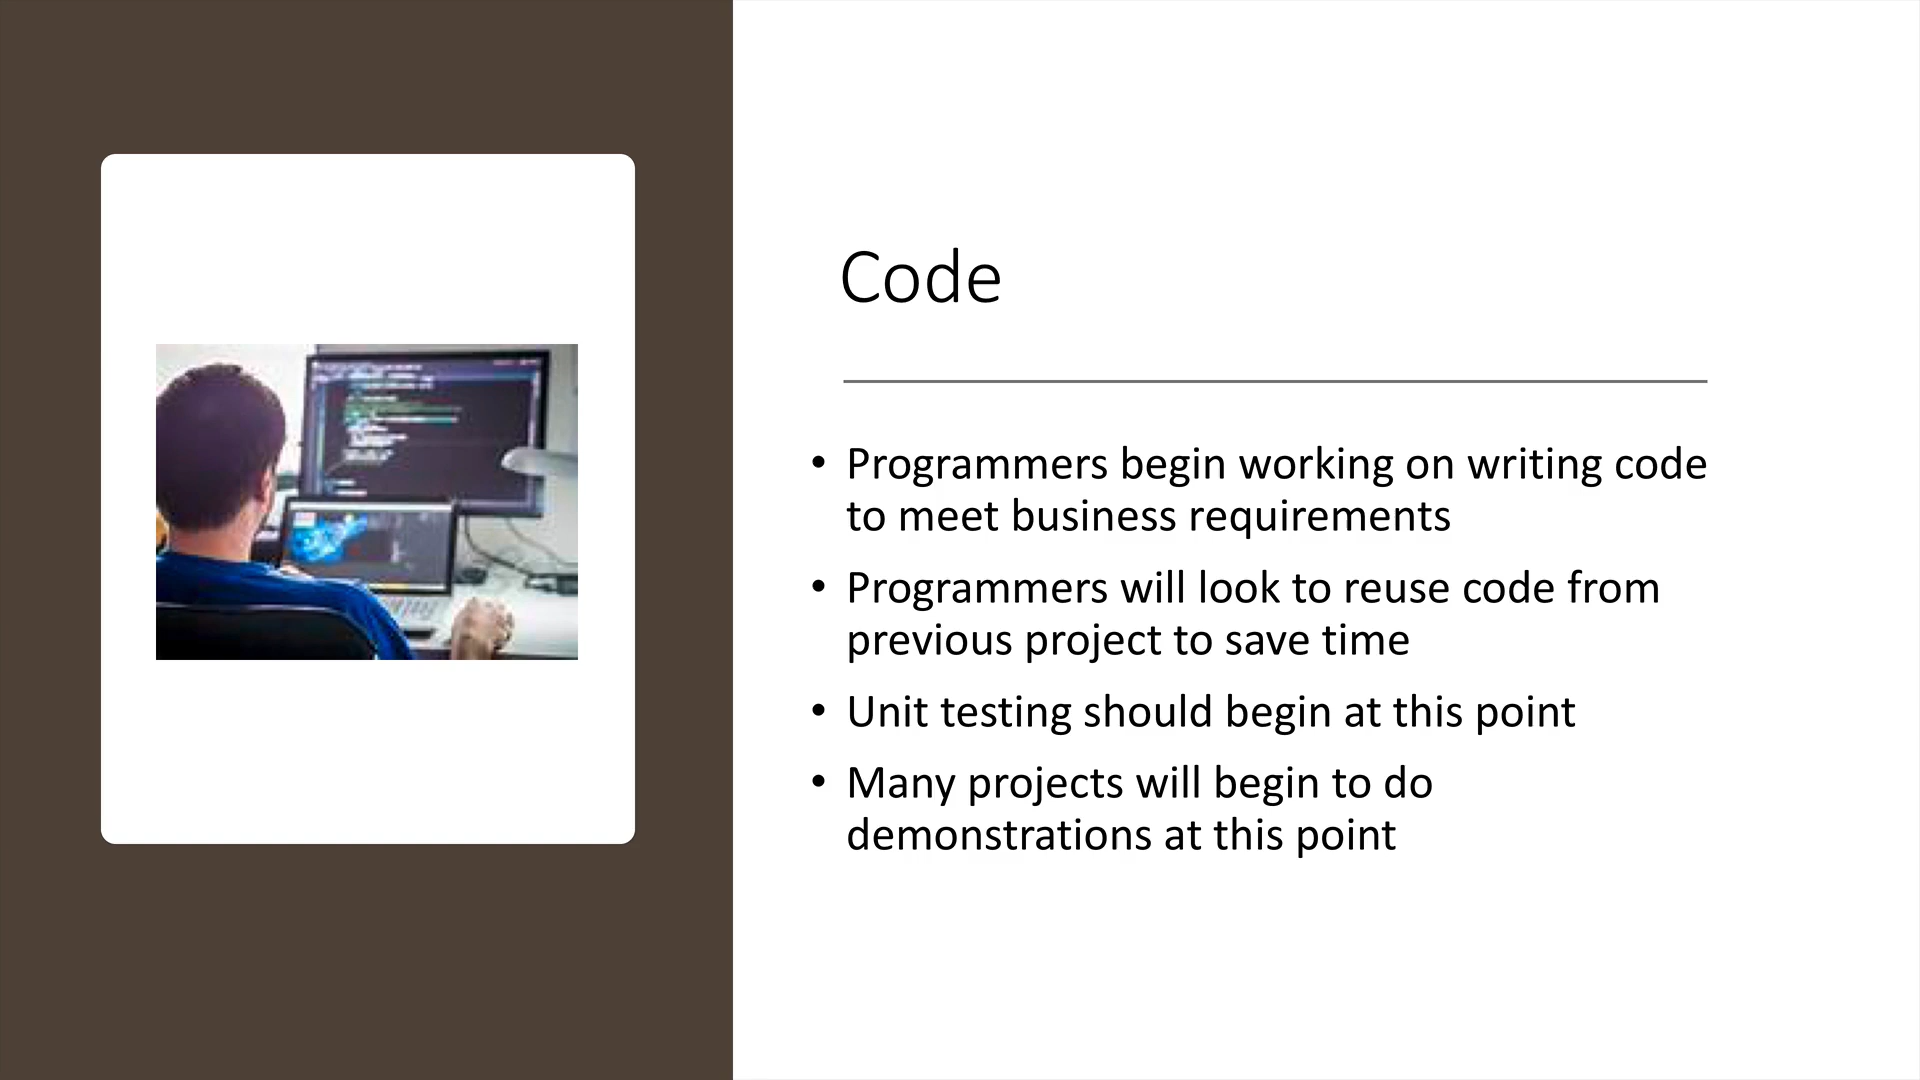 Code
• Programmers begin working on writing code
to meet business requirements
• Programmers will look to reuse code from
previous project to save time
• Unit testing should begin at this point
• Many projects will begin to do
demonstrations at this point